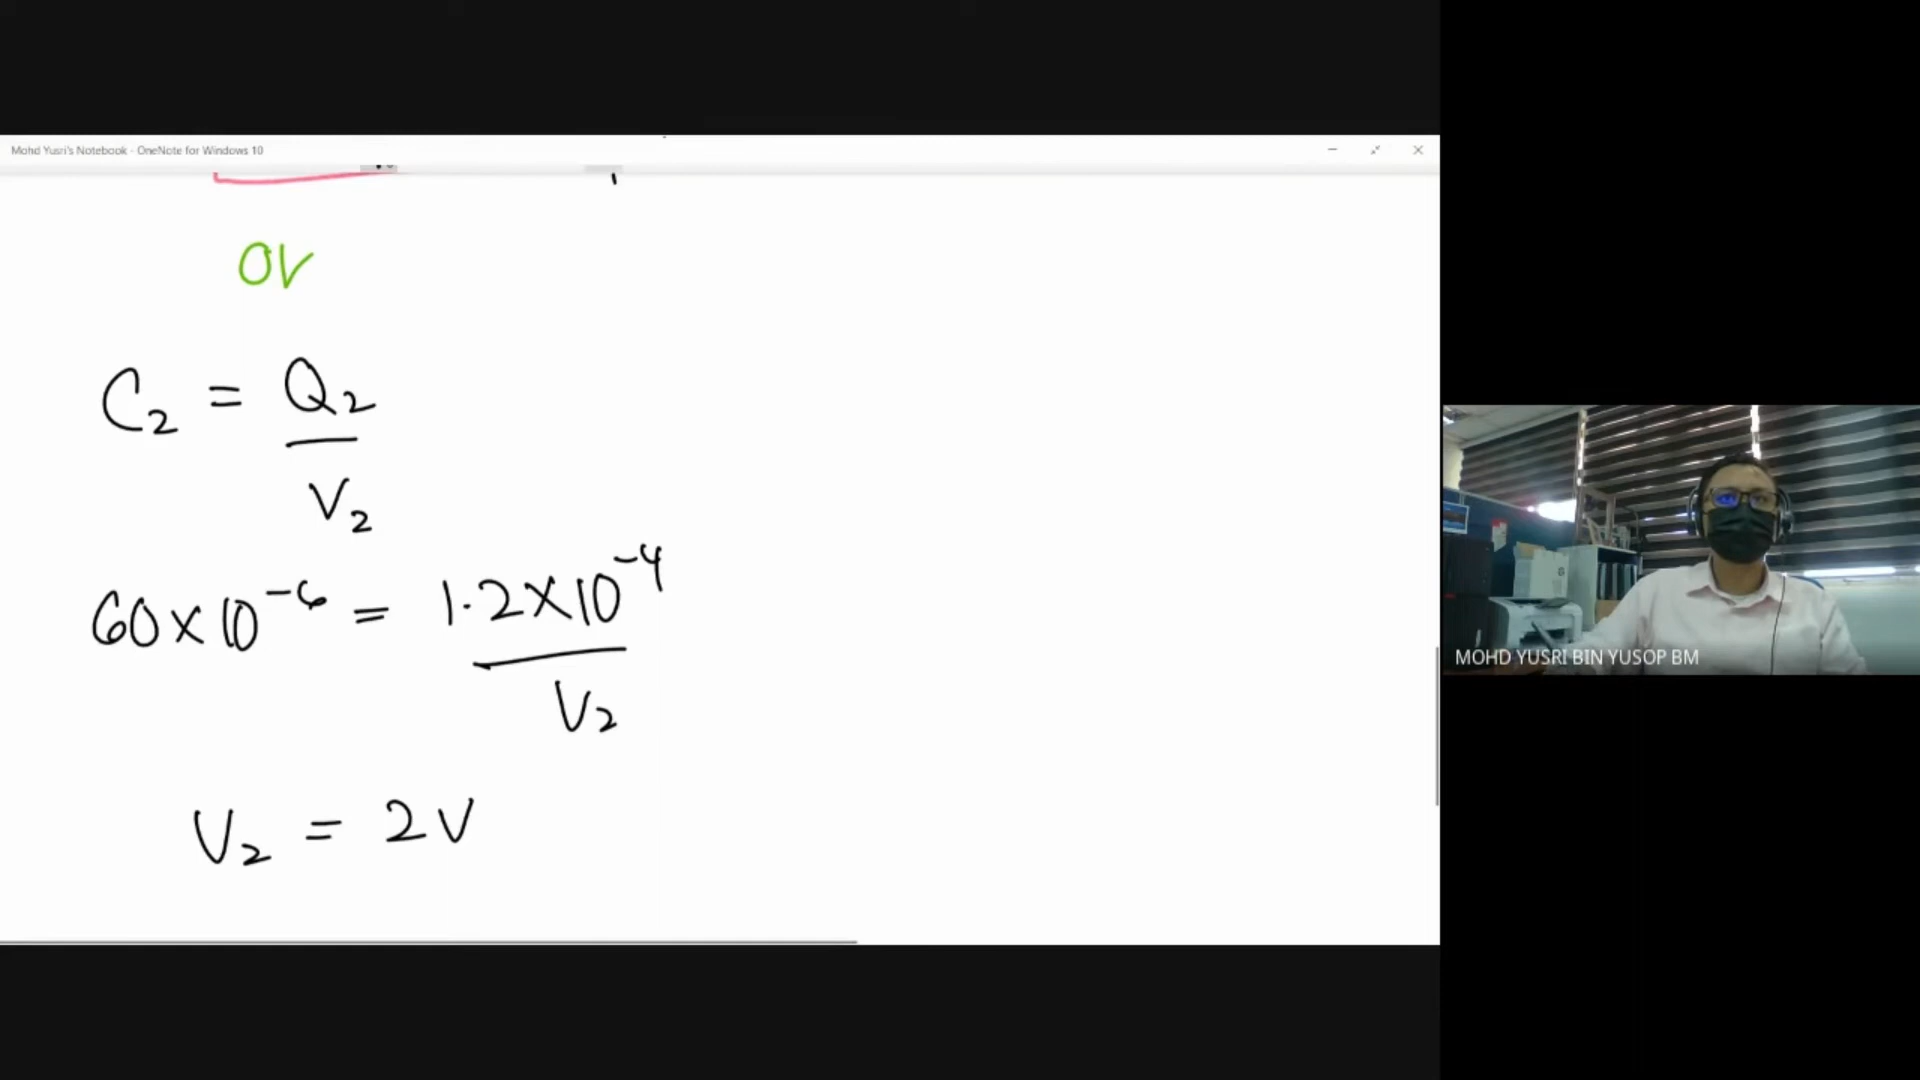 Mohd Yusri's Notebook - OneNote for Windows 10
0V
C₂ = Q₂
V₂
60×10⁻⁶ = 1.2×10⁻⁴
V₂
V₂ = 2V
MOHD YUSRI BIN YUSOP BM